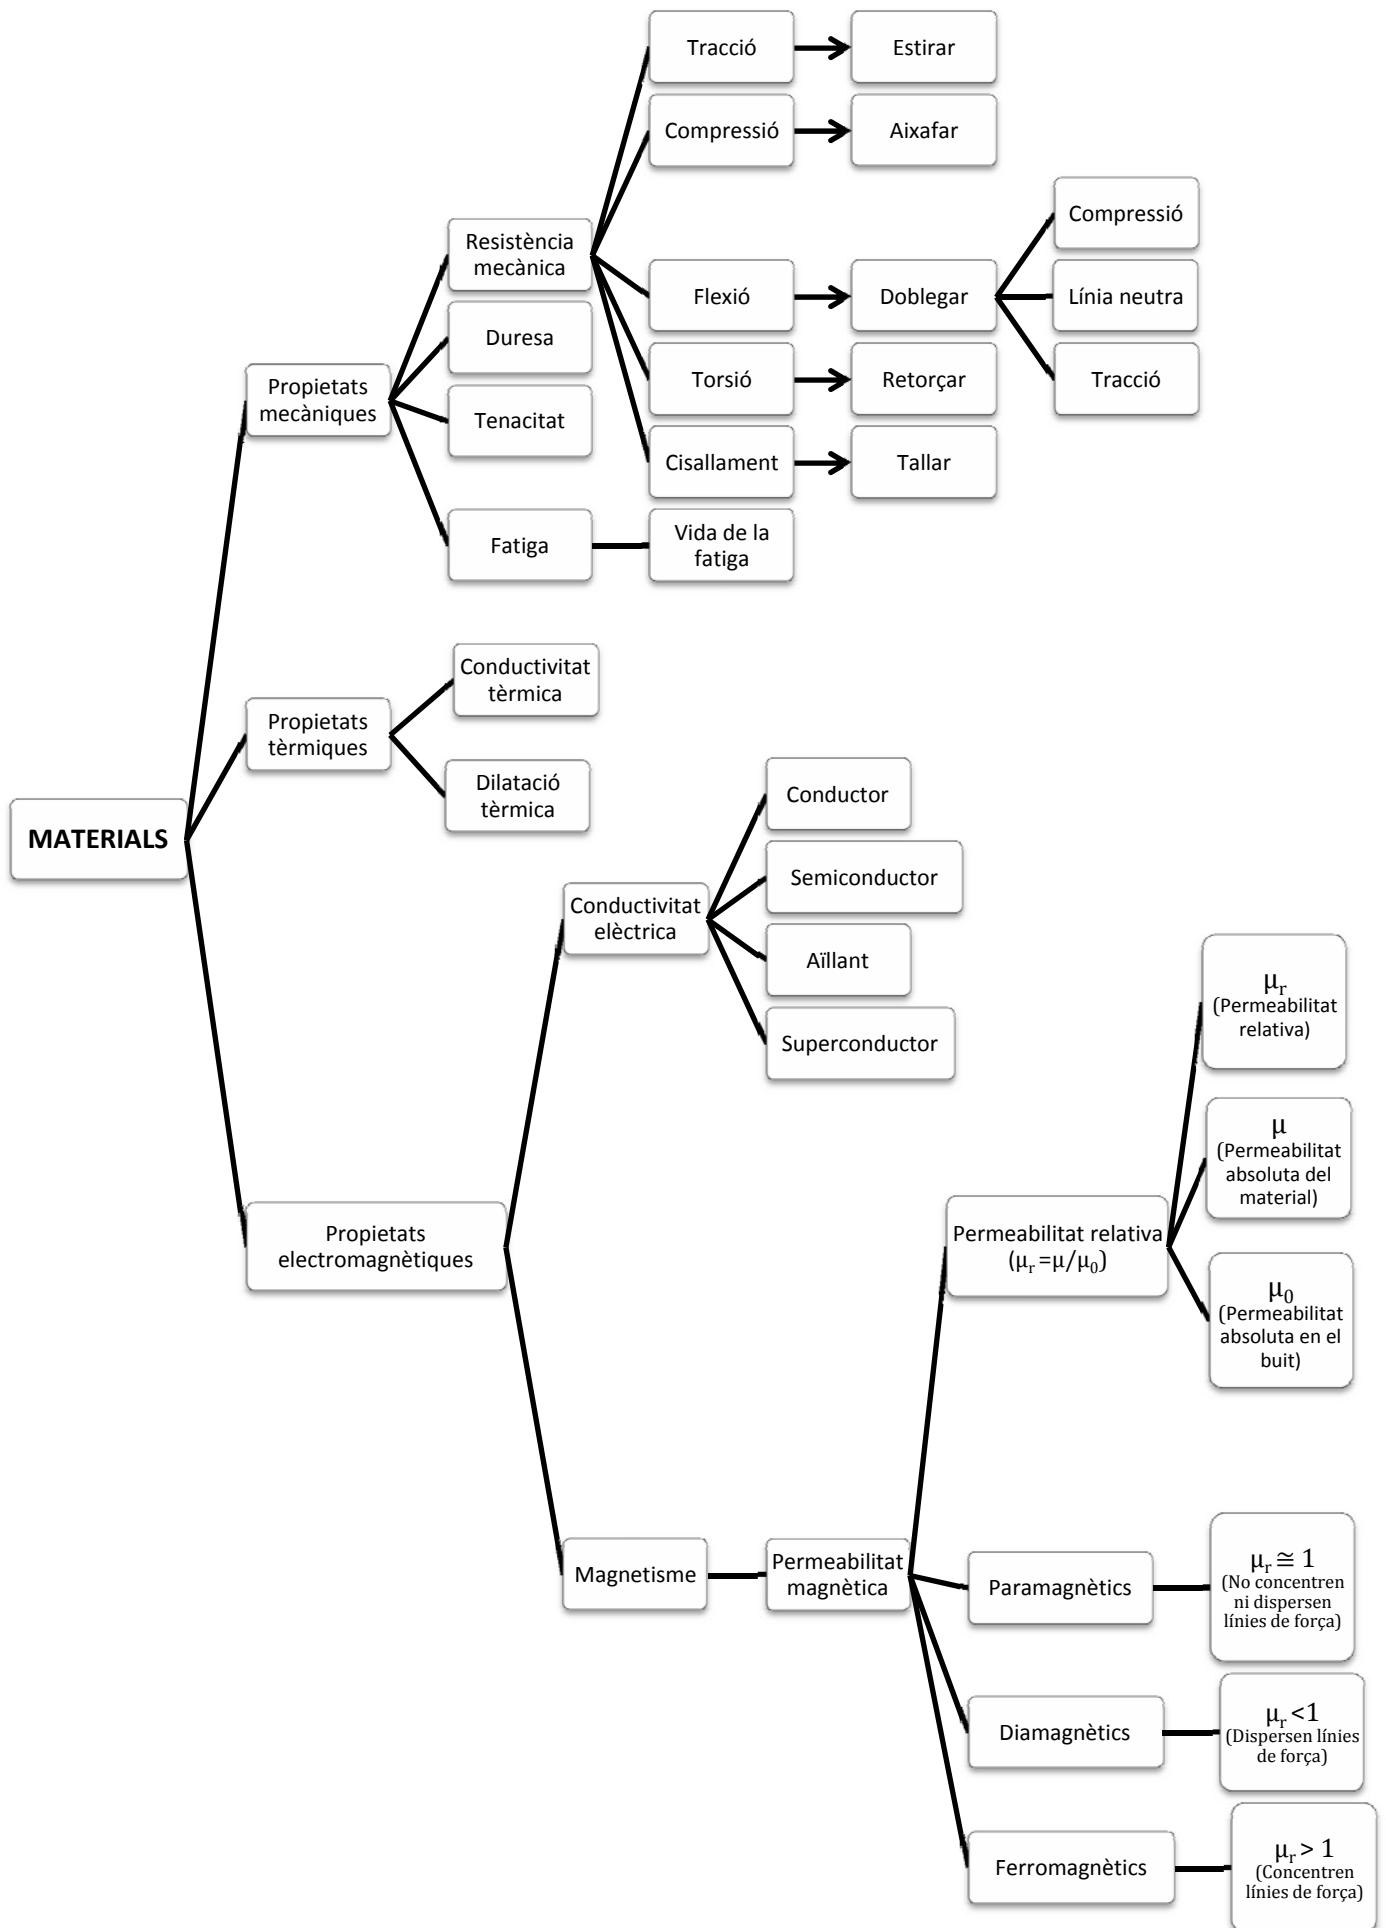 MATERIALS
Propietats
mecàniques
Resistència
mecànica
Tracció
Estirar
Compressió
Aixafar
Flexió
Doblegar
Compressió
Línia neutra
Tracció
Torsió
Retorçar
Cisallament
Tallar
Duresa
Tenacitat
Fatiga
Vida de la
fatiga
Propietats
tèrmiques
Conductivitat
tèrmica
Dilatació
tèrmica
Propietats
electromagnètiques
Conductivitat
elèctrica
Conductor
Semiconductor
Aïllant
Superconductor
Magnetisme
Permeabilitat
magnètica
Permeabilitat relativa
(μr =μ/μ0)
μr
(Permeabilitat
relativa)
μ
(Permeabilitat
absoluta del
material)
μ0
(Permeabilitat
absoluta en el
buit)
Paramagnètics
μr ≅ 1
(No concentren
ni dispersen
línies de força)
Diamagnètics
μr <1
(Dispersen línies
de força)
Ferromagnètics
μr > 1
(Concentren
línies de força)